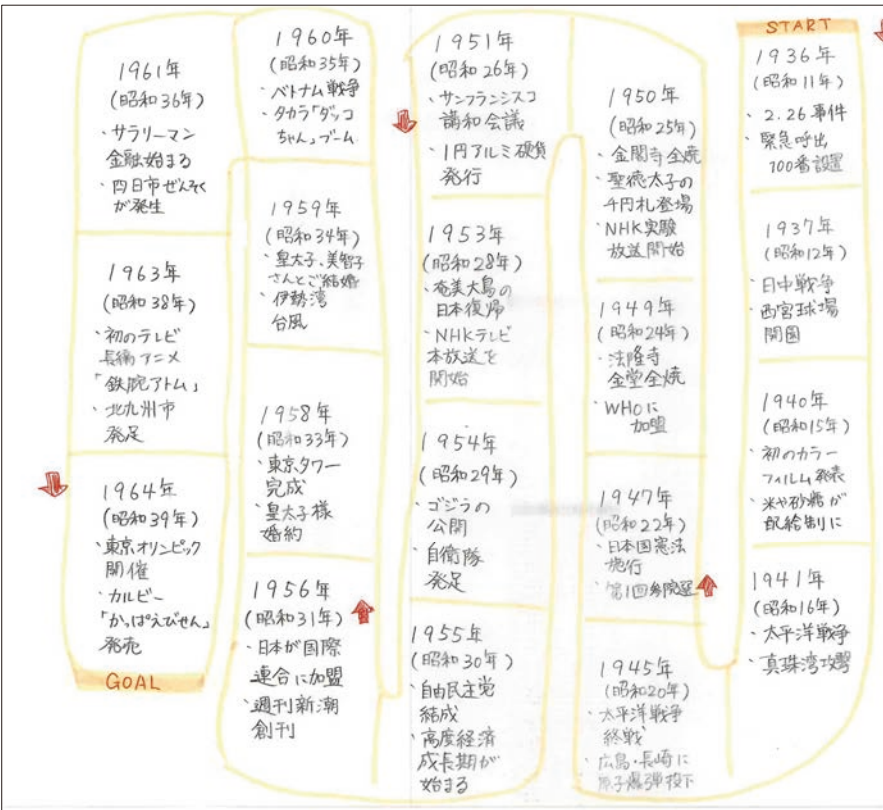 START
1936年
(昭和11年)
・2.26事件
・緊急呼出
100番設置
1937年
(昭和12年)
・日中戦争
・西宮球場
開園
1940年
(昭和15年)
・初のカラー
フィルム発表
・米や砂糖が
配給制に
1941年
(昭和16年)
・太平洋戦争
・真珠湾攻撃
1945年
(昭和20年)
・太平洋戦争
終戦
・広島・長崎に
原子爆弾投下
1947年
(昭和22年)
・日本国憲法
施行
・第1回参院選
1949年
(昭和24年)
・法隆寺
金堂全焼
・WHOに
加盟
1950年
(昭和25年)
・金閣寺全焼
・聖徳太子の
千円札登場
・NHK実験
放送開始
1951年
(昭和26年)
・サンフランシスコ
講和会議
・1円アルミ硬貨
発行
1953年
(昭和28年)
・奄美大島の
日本復帰
・NHKテレビ
本放送を
開始
1954年
(昭和29年)
・ゴジラの
公開
・自衛隊
発足
1955年
(昭和30年)
・自由民主党
結成
・高度経済
成長期が
始まる
1956年
(昭和31年)
・日本が国際
連合に加盟
・週刊新潮
創刊
1958年
(昭和33年)
・東京タワー
完成
・皇太子様
婚約
1959年
(昭和34年)
・皇太子、美智子
さんとご結婚
・伊勢湾
台風
1960年
(昭和35年)
・ベトナム戦争
・タカラ「ダッコ
ちゃん」ブーム
1961年
(昭和36年)
・サラリーマン
金融始まる
・四日市ぜんそく
が発生
1963年
(昭和38年)
・初のテレビ
長編アニメ
「鉄腕アトム」
・北九州市
発足
1964年
(昭和39年)
・東京オリンピック
開催
・カルビー
「かっぱえびせん」
発売
GOAL